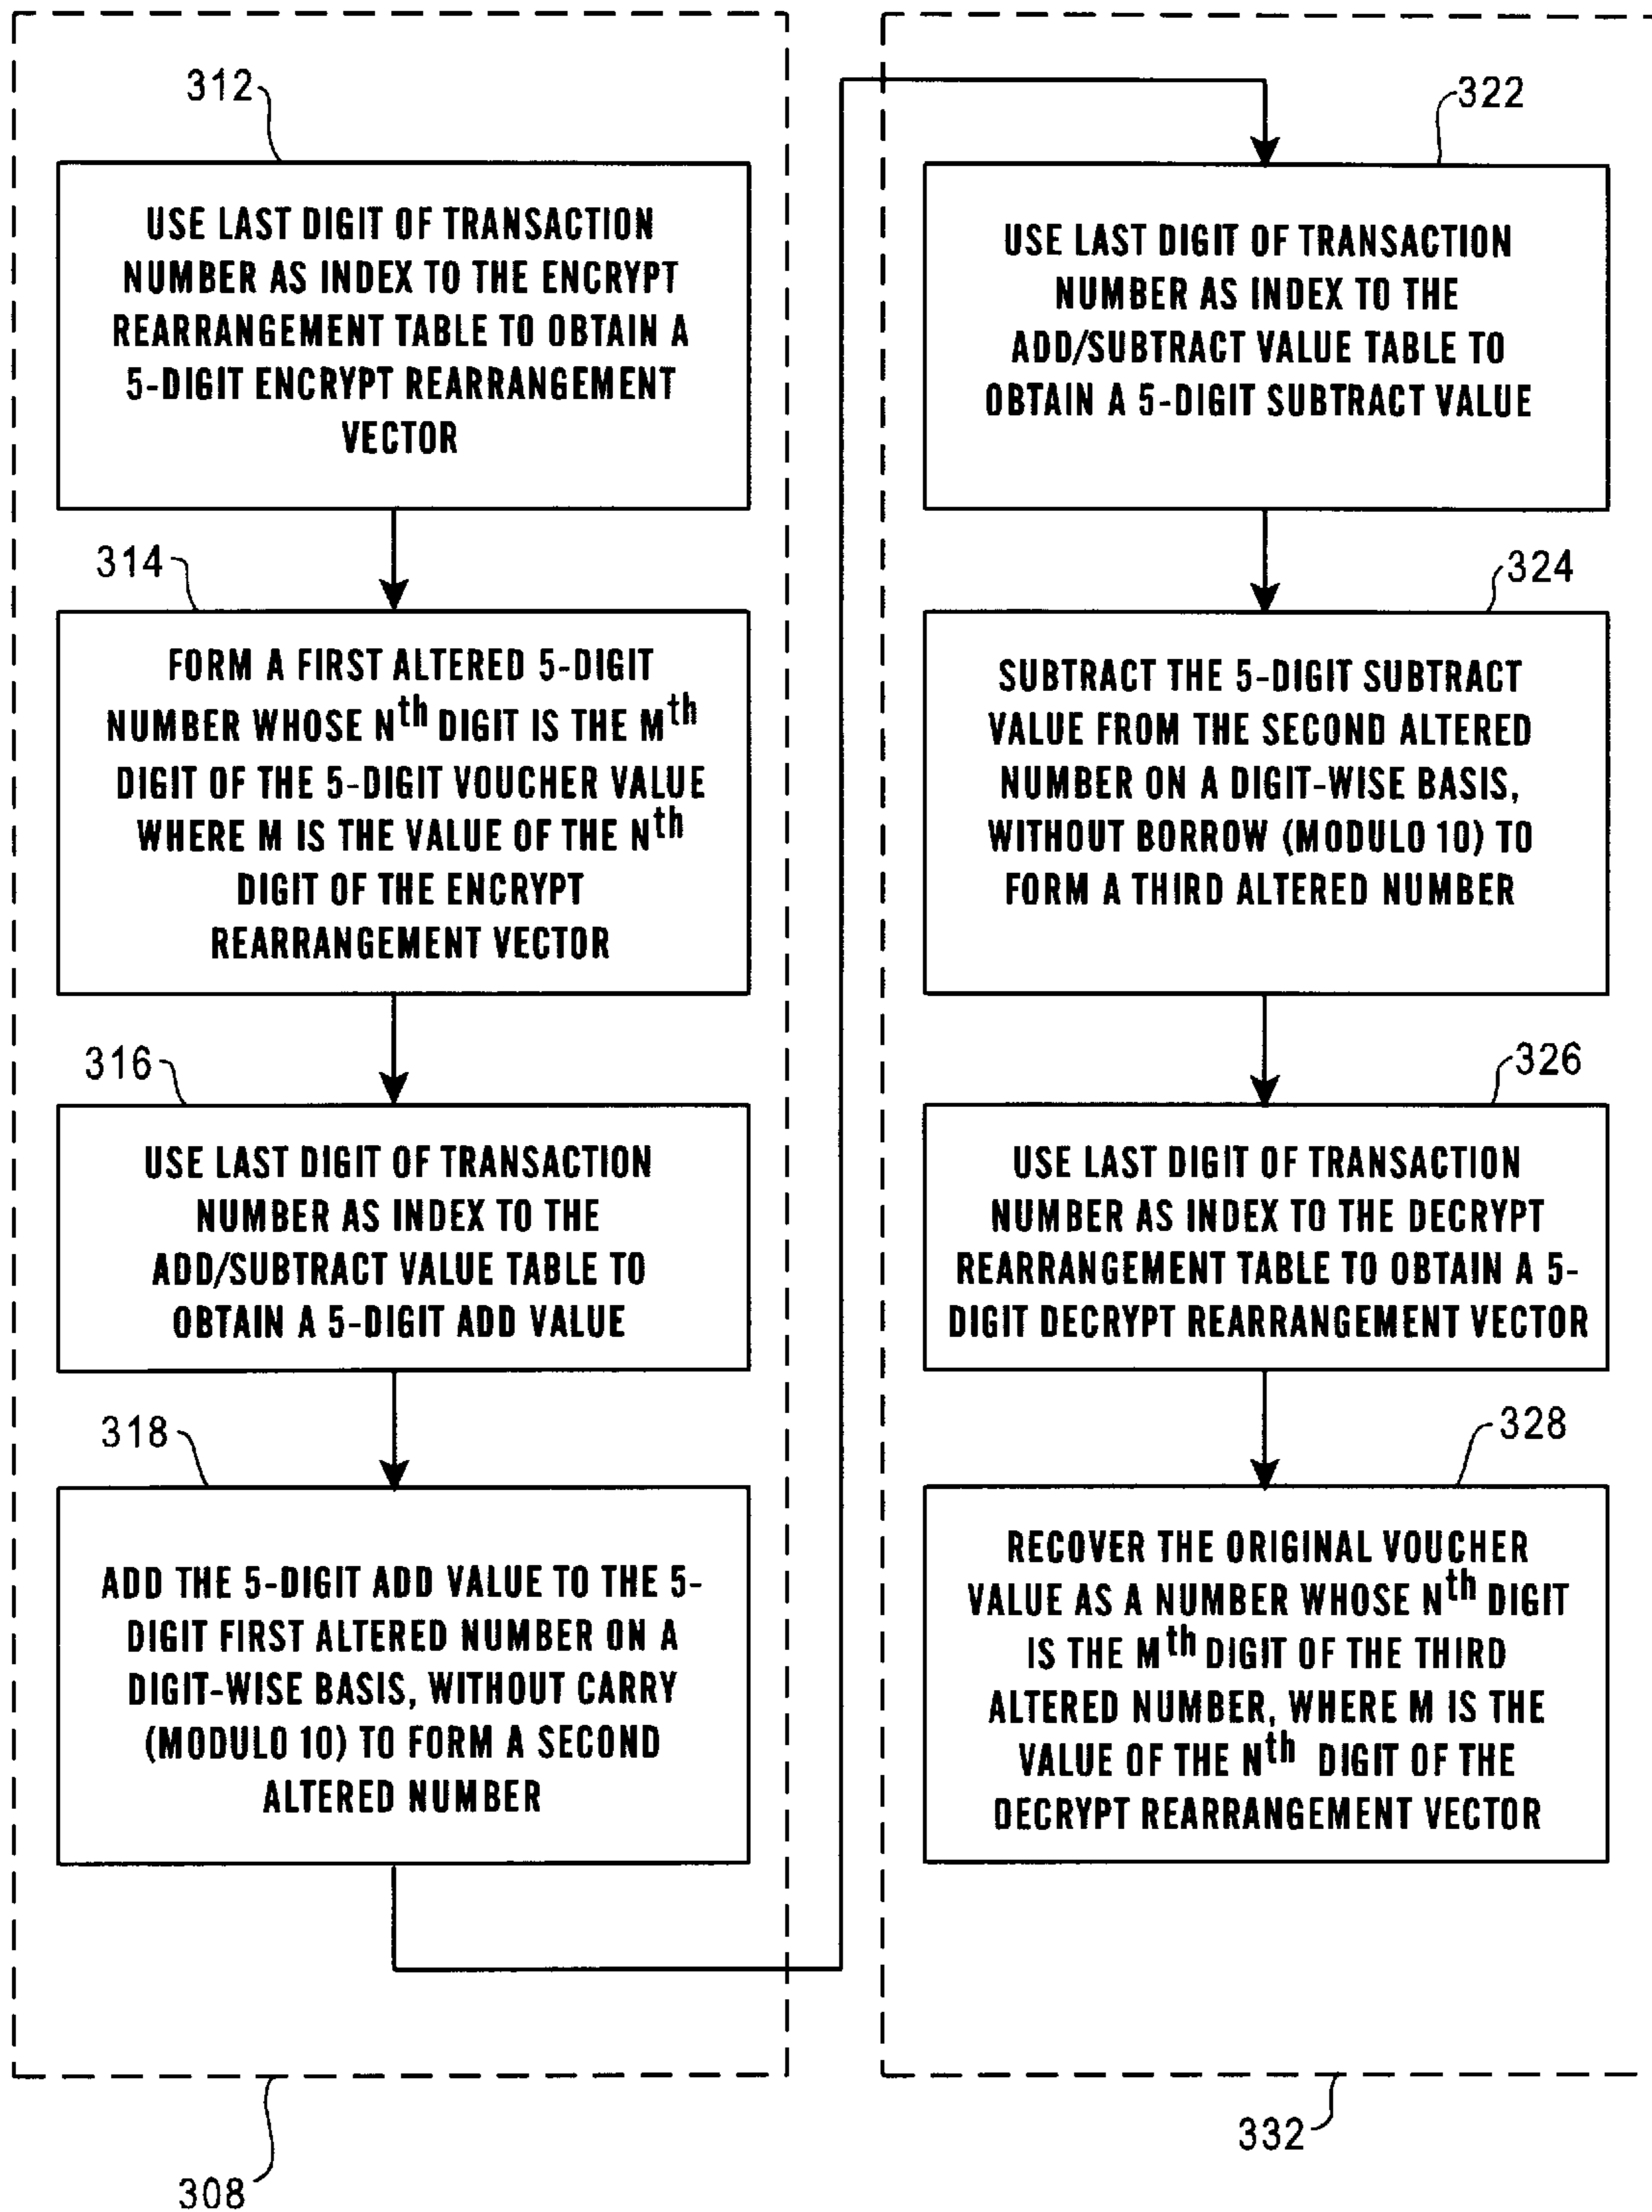 312
USE LAST DIGIT OF TRANSACTION
NUMBER AS INDEX TO THE ENCRYPT
REARRANGEMENT TABLE TO OBTAIN A
5-DIGIT ENCRYPT REARRANGEMENT
VECTOR
314
FORM A FIRST ALTERED 5-DIGIT
NUMBER WHOSE Nth DIGIT IS THE Mth
DIGIT OF THE 5-DIGIT VOUCHER VALUE
WHERE M IS THE VALUE OF THE Nth
DIGIT OF THE ENCRYPT
REARRANGEMENT VECTOR
316
USE LAST DIGIT OF TRANSACTION
NUMBER AS INDEX TO THE
ADD/SUBTRACT VALUE TABLE TO
OBTAIN A 5-DIGIT ADD VALUE
318
ADD THE 5-DIGIT ADD VALUE TO THE 5-
DIGIT FIRST ALTERED NUMBER ON A
DIGIT-WISE BASIS, WITHOUT CARRY
(MODULO 10) TO FORM A SECOND
ALTERED NUMBER
308
322
USE LAST DIGIT OF TRANSACTION
NUMBER AS INDEX TO THE
ADD/SUBTRACT VALUE TABLE TO
OBTAIN A 5-DIGIT SUBTRACT VALUE
324
SUBTRACT THE 5-DIGIT SUBTRACT
VALUE FROM THE SECOND ALTERED
NUMBER ON A DIGIT-WISE BASIS,
WITHOUT BORROW (MODULO 10) TO
FORM A THIRD ALTERED NUMBER
326
USE LAST DIGIT OF TRANSACTION
NUMBER AS INDEX TO THE DECRYPT
REARRANGEMENT TABLE TO OBTAIN A 5-
DIGIT DECRYPT REARRANGEMENT VECTOR
328
RECOVER THE ORIGINAL VOUCHER
VALUE AS A NUMBER WHOSE Nth DIGIT
IS THE Mth DIGIT OF THE THIRD
ALTERED NUMBER, WHERE M IS THE
VALUE OF THE Nth DIGIT OF THE
DECRYPT REARRANGEMENT VECTOR
332